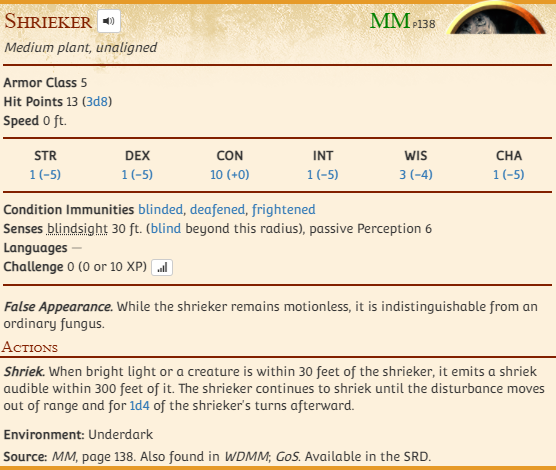 Shrieker MM p138
Medium plant, unaligned
Armor Class 5
Hit Points 13 (3d8)
Speed 0 ft.
STR DEX CON INT WIS CHA
1 (−5) 1 (−5) 10 (+0) 1 (−5) 3 (−4) 1 (−5)
Condition Immunities blinded, deafened, frightened
Senses blindsight 30 ft. (blind beyond this radius), passive Perception 6
Languages —
Challenge 0 (0 or 10 XP)
False Appearance. While the shrieker remains motionless, it is indistinguishable from an
ordinary fungus.
Actions
Shriek. When bright light or a creature is within 30 feet of the shrieker, it emits a shriek
audible within 300 feet of it. The shrieker continues to shriek until the disturbance moves
out of range and for 1d4 of the shrieker's turns afterward.
Environment: Underdark
Source: MM, page 138. Also found in WDMM; GoS. Available in the SRD.